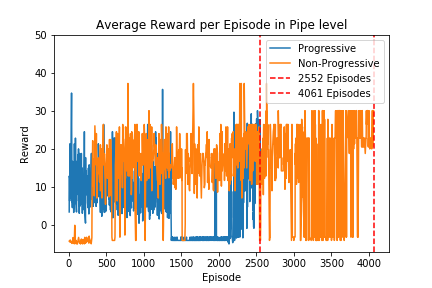 Average Reward per Episode in Pipe level
50
40
30
20
10
0
Reward
Progressive
Non-Progressive
2552 Episodes
4061 Episodes
0 500 1000 1500 2000 2500 3000 3500 4000
Episode